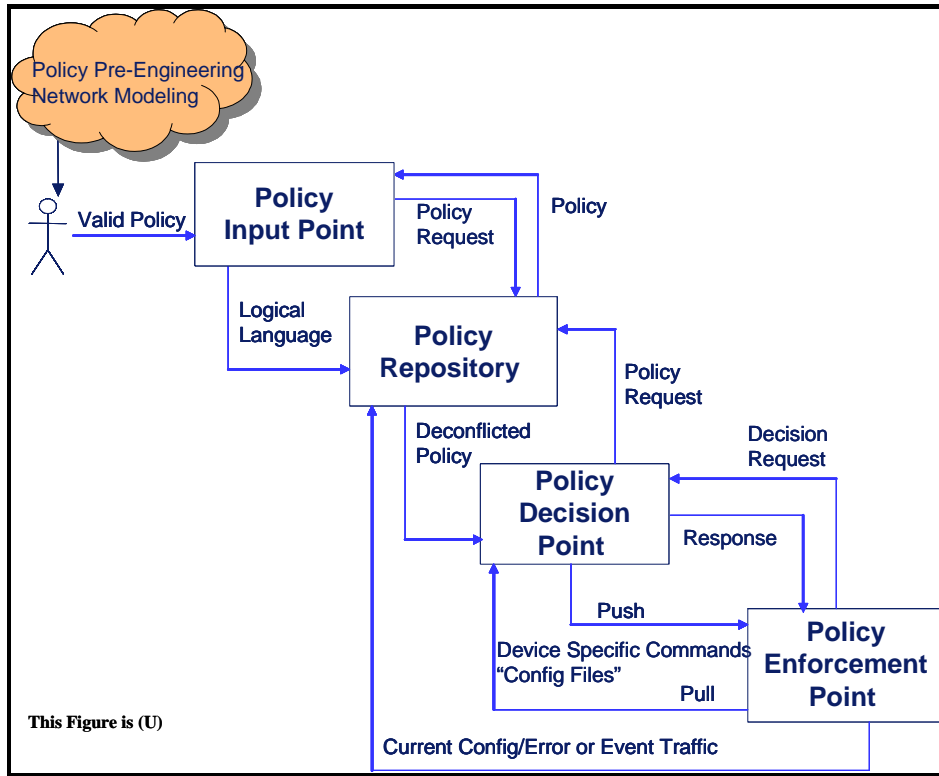 Policy Pre-Engineering
Network Modeling
Valid Policy
Policy
Input Point
Policy
Request
Policy
Logical
Language
Policy
Repository
Policy
Request
Deconflicted
Policy
Decision
Request
Policy
Decision
Point
Response
Push
Device Specific Commands
“Config Files”
Pull
Policy
Enforcement
Point
This Figure is (U)
Current Config/Error or Event Traffic